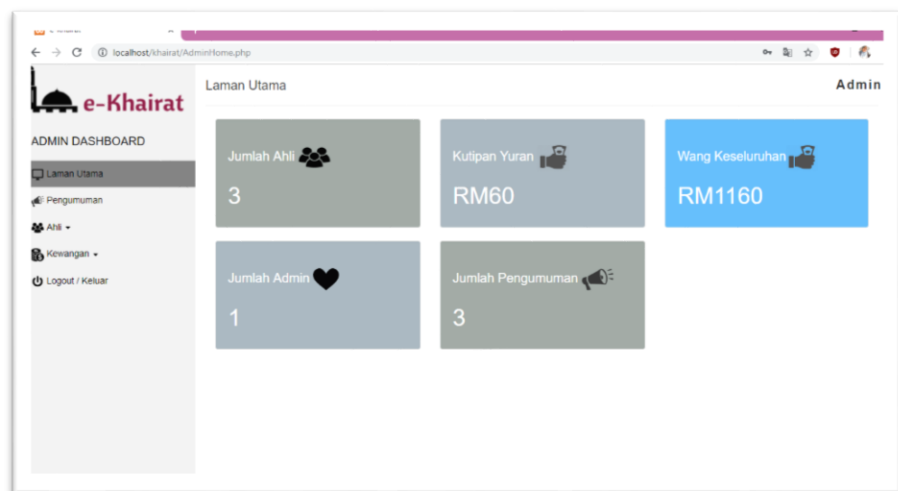 localhost/khairat/AdminHome.php
e-Khairat
ADMIN DASHBOARD
Laman Utama
Pengumuman
Ahli
Kewangan
Logout / Keluar
Laman Utama
Admin
Jumlah Ahli
3
Kutipan Yuran
RM60
Wang Keseluruhan
RM1160
Jumlah Admin
1
Jumlah Pengumuman
3